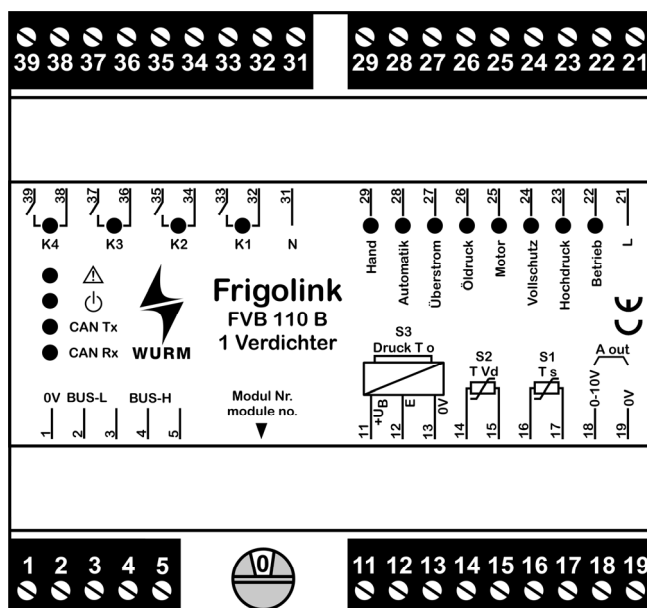 39 38 37 36 35 34 33 32 31 29 28 27 26 25 24 23 22 21
39 38 37 36 35 34 33 32 31 29 28 27 26 25 24 23 22 21
K4 K3 K2 K1 N Hand Automatik Überstrom Öldruck Motor Vollschutz Hochdruck Betrieb L
CAN Tx
CAN Rx
WURM
Frigolink
FVB 110 B
1 Verdichter
CE
S3
Druck T o
S2
T Vd
S1
T s
A out
0V BUS-L BUS-H
Modul Nr.
module no.
+UB E 0V 0-10V 0V
1 2 3 4 5 11 12 13 14 15 16 17 18 19
0
1 2 3 4 5 11 12 13 14 15 16 17 18 19